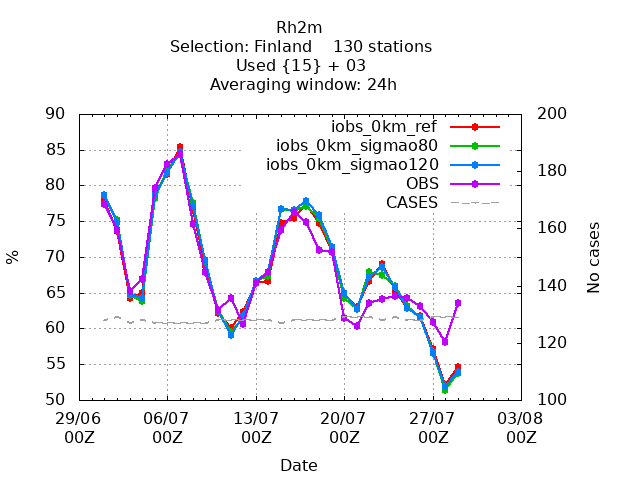 Rh2m
Selection: Finland 130 stations
Used {15} + 03
Averaging window: 24h
90 200
iobs_0km_ref
iobs_0km_sigmao80
85
iobs_0km_sigmao120
180
80
OBS
CASES
75
160
70
%
No cases
65
140
60
120
55
50 100
29/06 06/07 13/07 20/07 27/07 03/08
00Z 00Z 00Z 00Z 00Z 00Z
Date